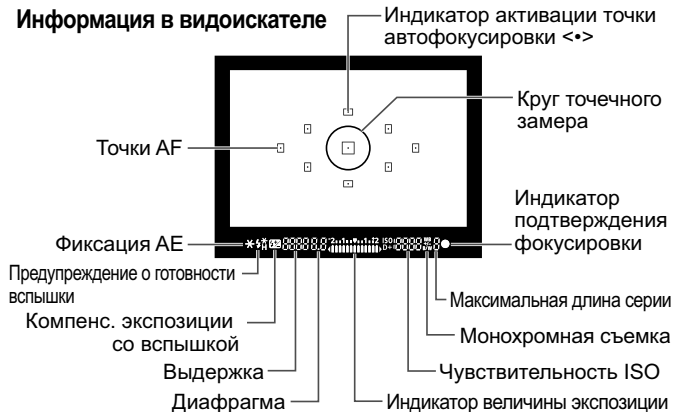 Информация в видоискателе
Индикатор активации точки
автофокусировки <•>
Круг точечного
замера
Точки AF
Индикатор
подтверждения
фокусировки
Фиксация AE
Предупреждение о готовности
вспышки
Максимальная длина серии
Компенс. экспозиции
со вспышкой
Монохромная съемка
Выдержка
Чувствительность ISO
Диафрагма
Индикатор величины экспозиции